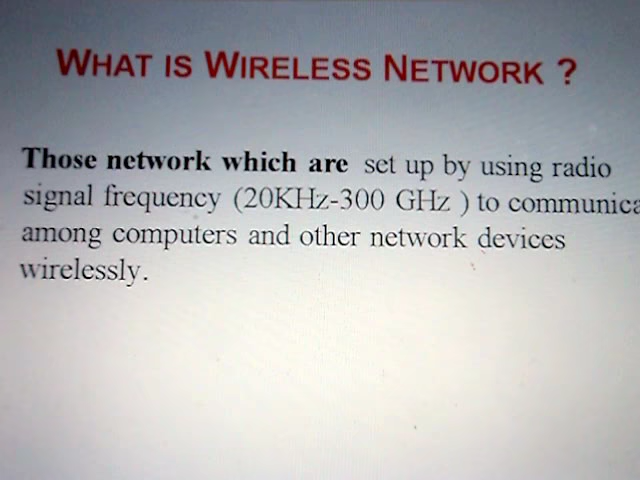 WHAT IS WIRELESS NETWORK ?
Those network which are set up by using radio
signal frequency (20KHz-300 GHz ) to communica
among computers and other network devices
wirelessly.